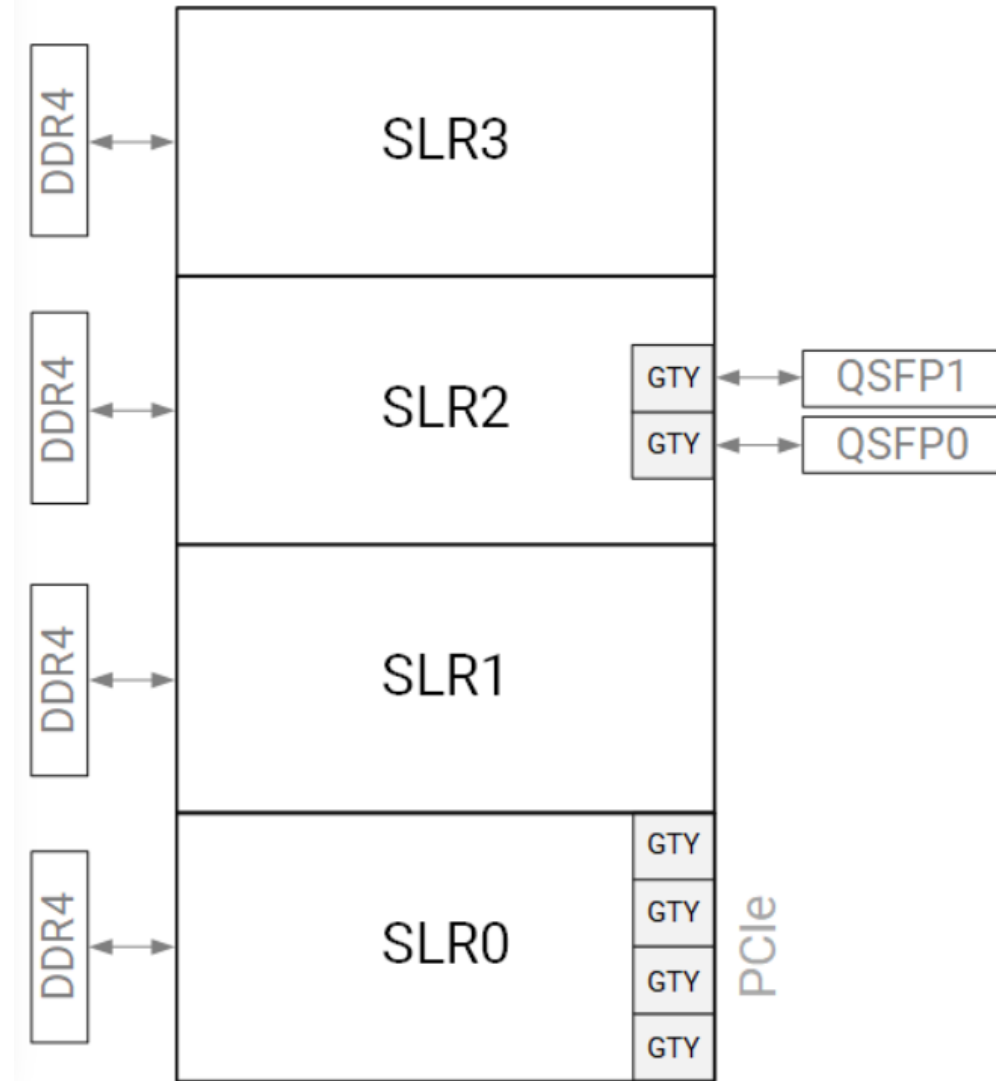 DDR4
SLR3
DDR4
SLR2
GTY
QSFP1
GTY
QSFP0
DDR4
SLR1
DDR4
SLR0
GTY
GTY
GTY
GTY
PCIe